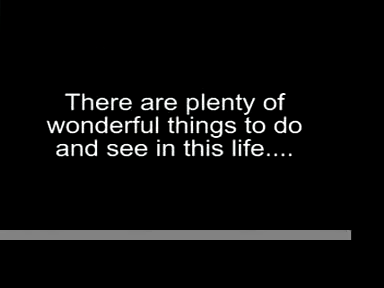 There are plenty of
wonderful things to do
and see in this life....